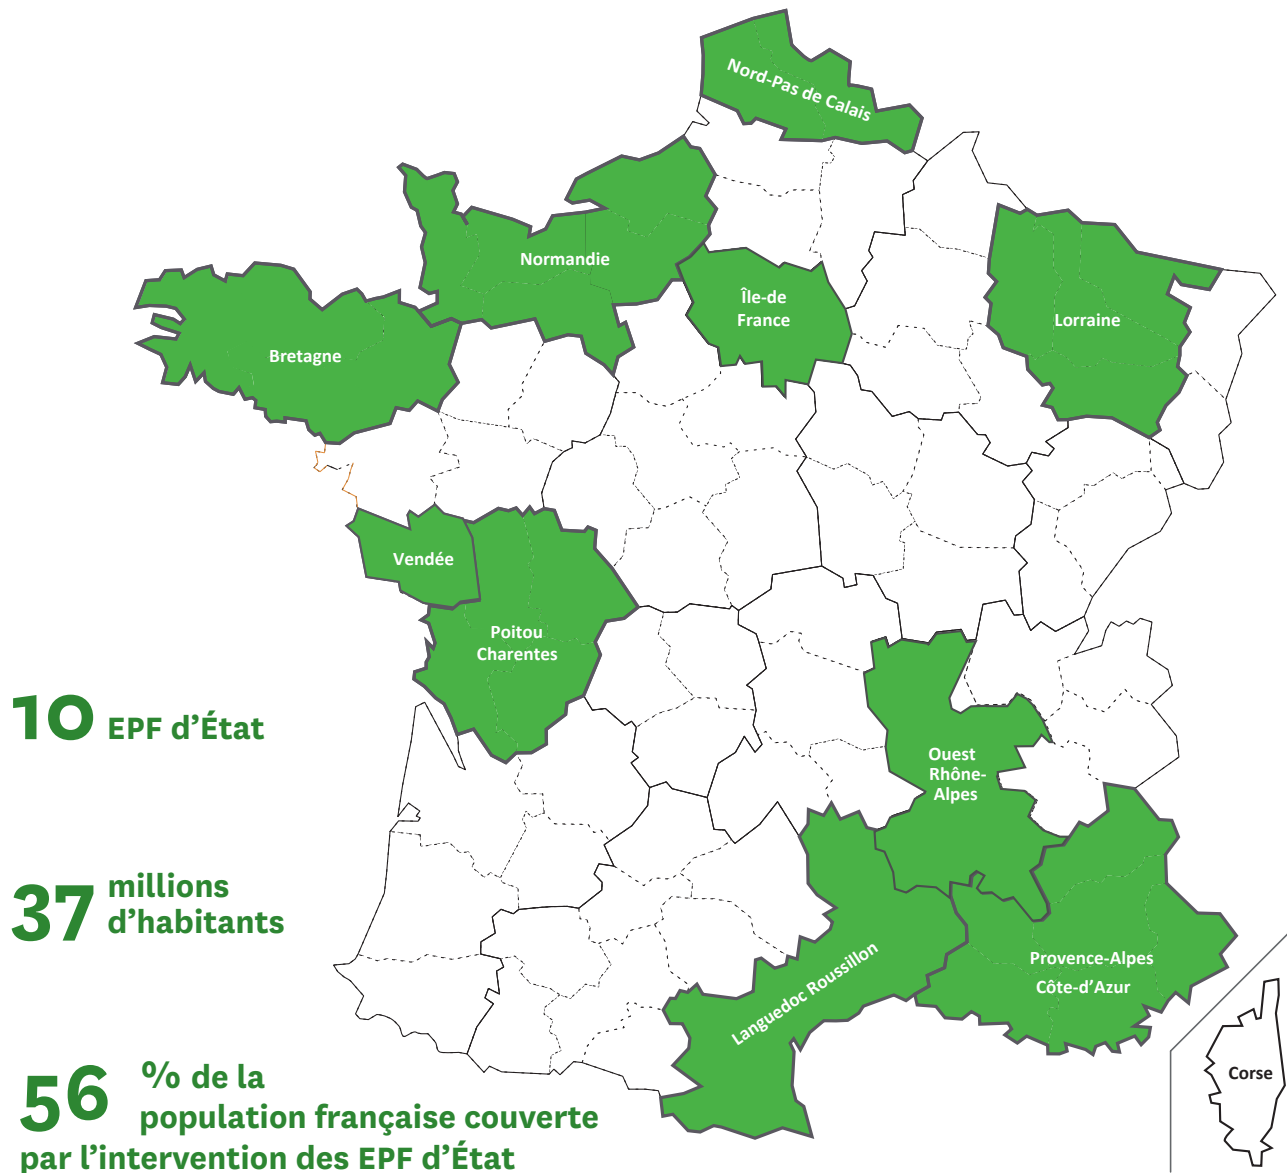 Nord-Pas de Calais
Normandie
Île-de
France
Lorraine
Bretagne
Vendée
Poitou
Charentes
10 EPF d’État
Ouest
Rhône-
Alpes
37 millions
d’habitants
Provence-Alpes
Côte-d’Azur
Languedoc Roussillon
Corse
56 % de la
population française couverte
par l’intervention des EPF d’État